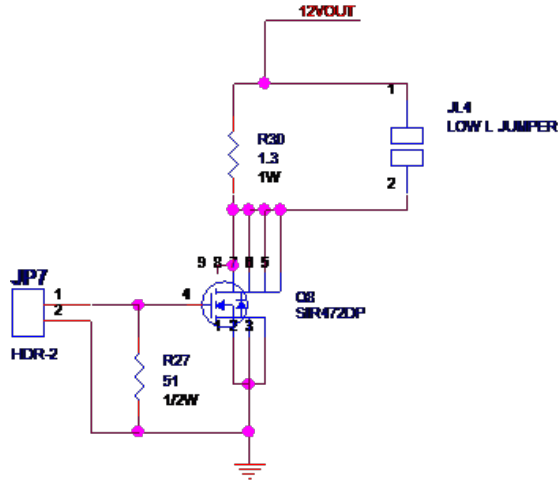 12VOUT
1
JL4
LOW L JUMPER
R30
1.3
1W
2
9 8 7 6 5
JP7
1
2
4
Q8
SIR472DP
1 2 3
HDR-2
R27
51
1/2W